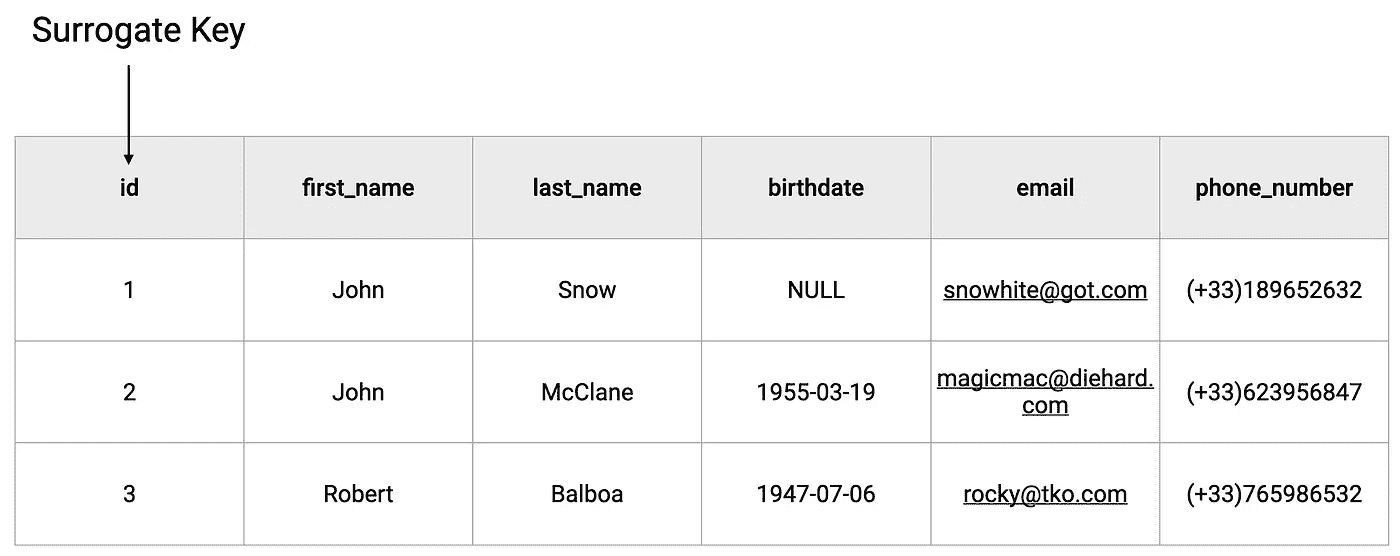 Surrogate Key
id first_name last_name birthdate email phone_number
1 John Snow NULL snowhite@got.com (+33)189652632
2 John McClane 1955-03-19 magicmac@diehard.
com (+33)623956847
3 Robert Balboa 1947-07-06 rocky@tko.com (+33)765986532